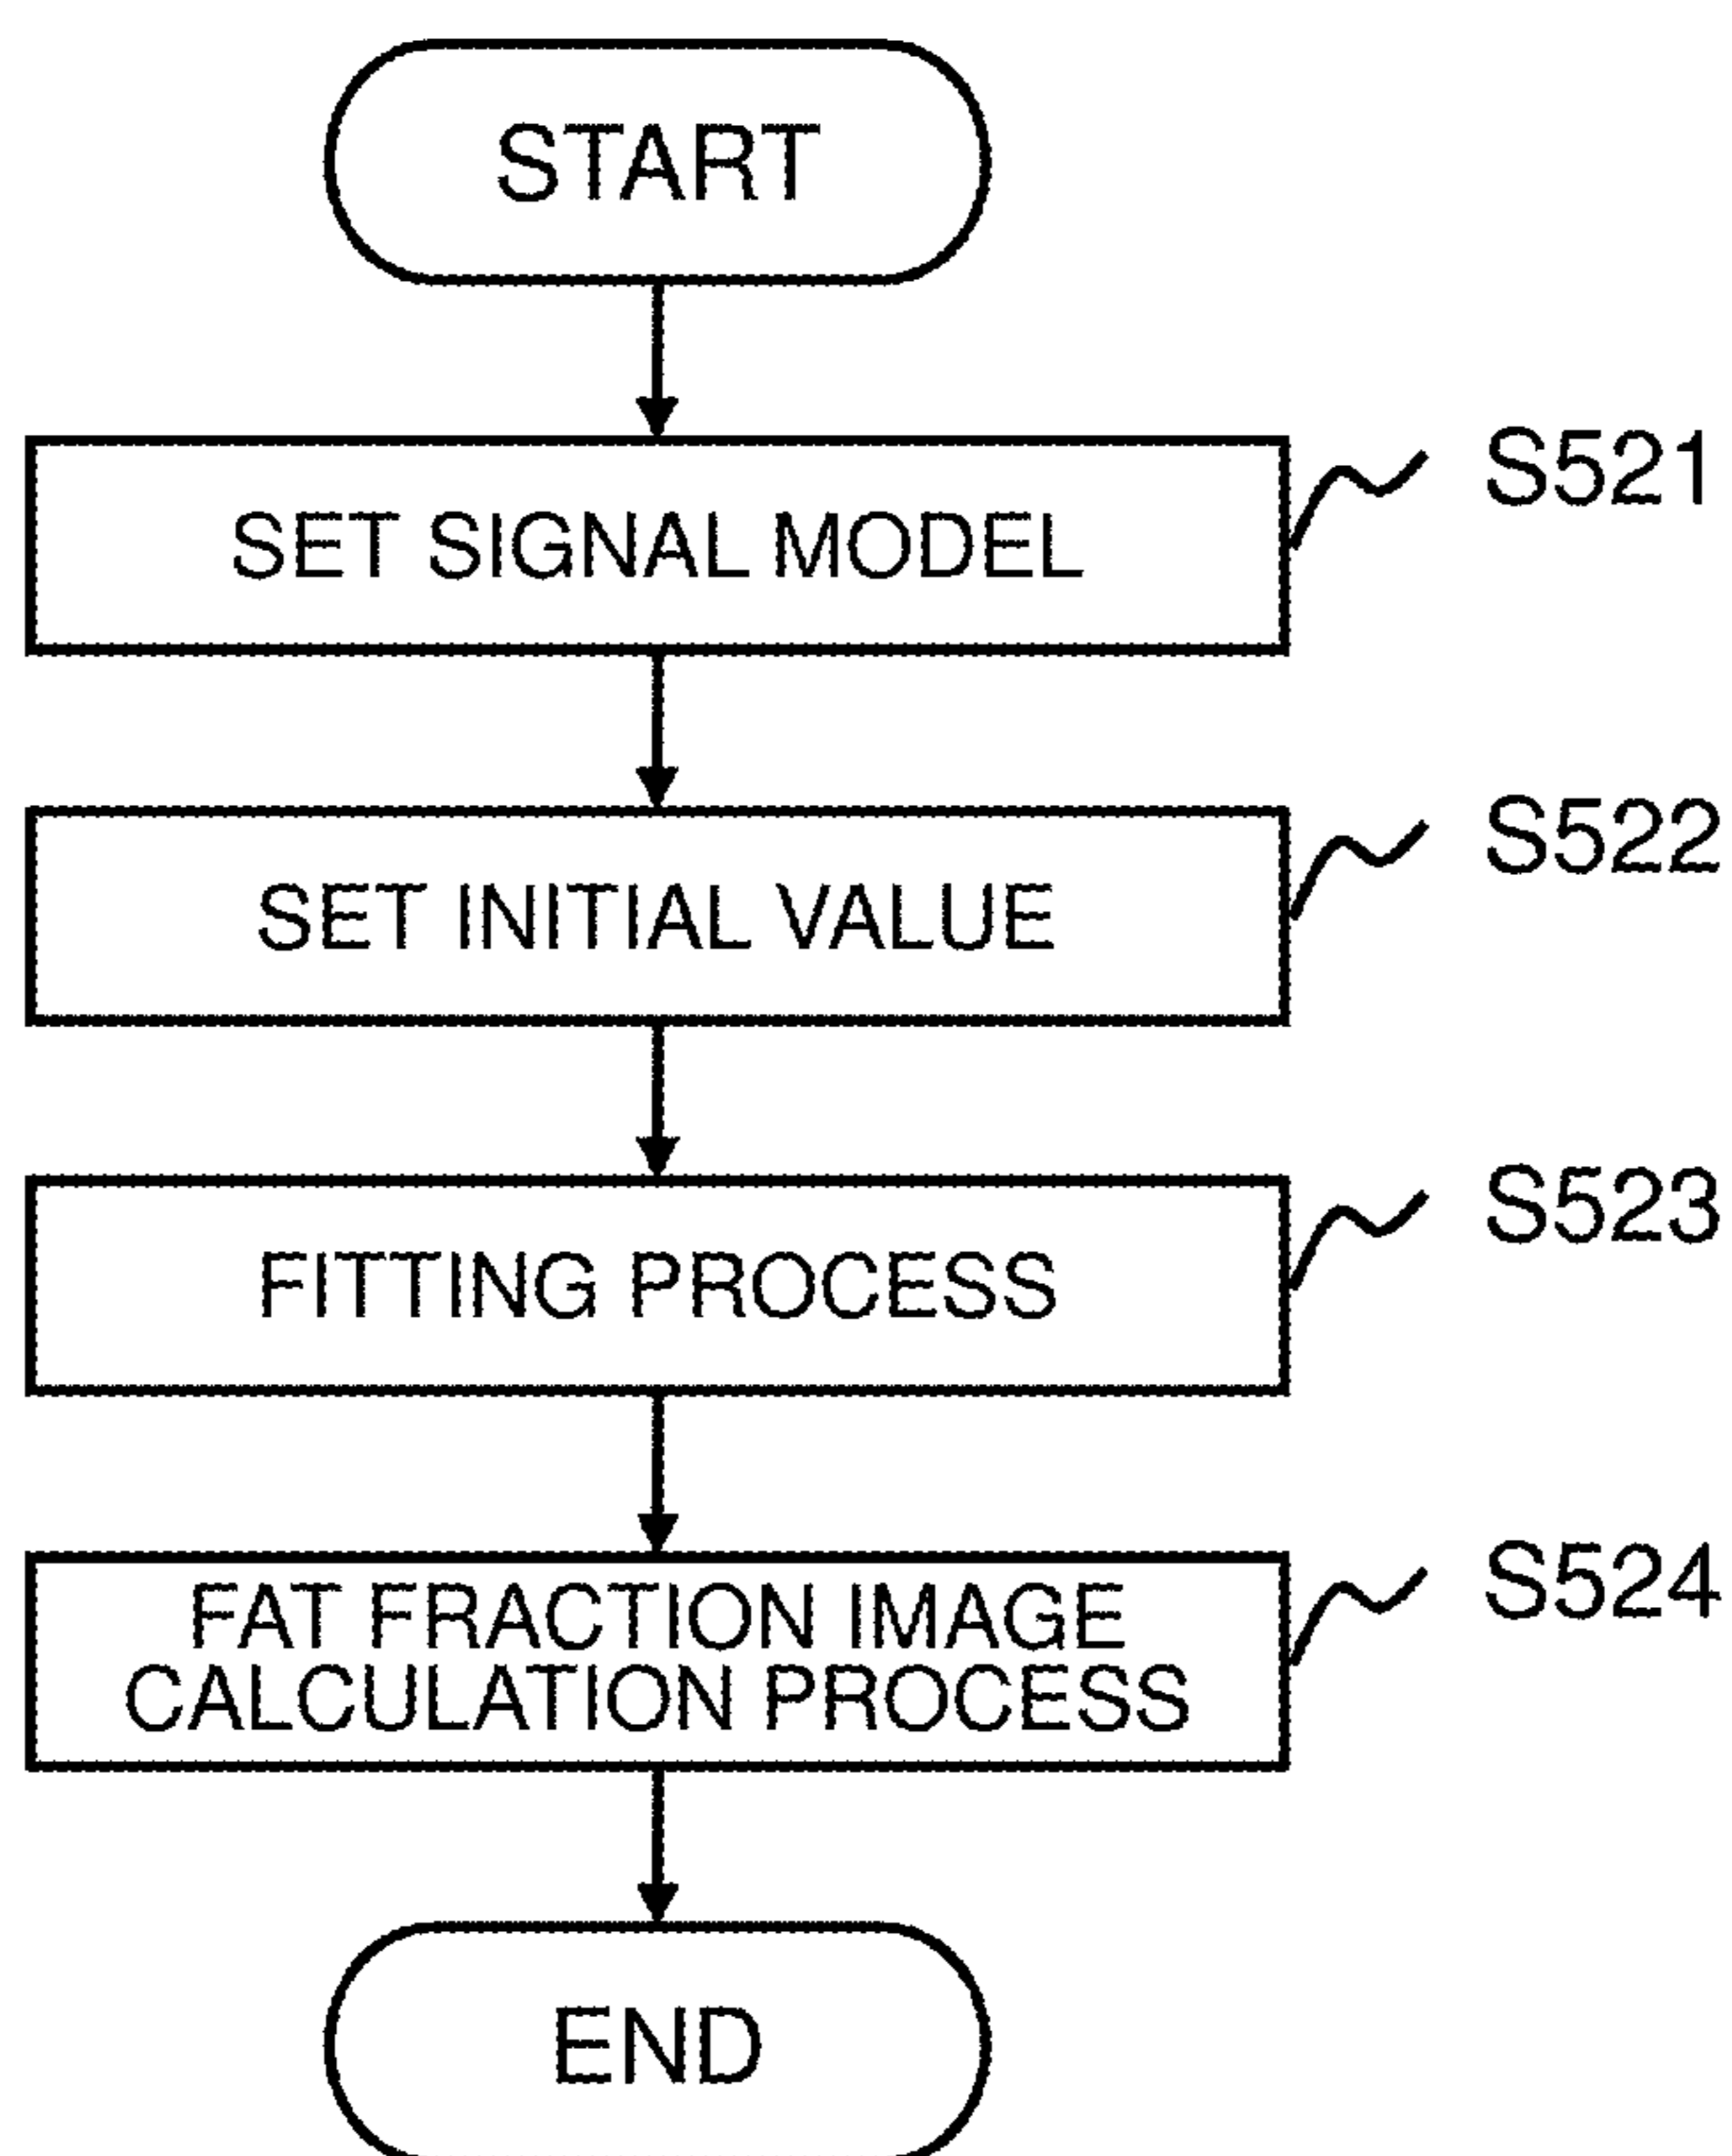 START
SET SIGNAL MODEL
S521
SET INITIAL VALUE
S522
FITTING PROCESS
S523
FAT FRACTION IMAGE
CALCULATION PROCESS
S524
END